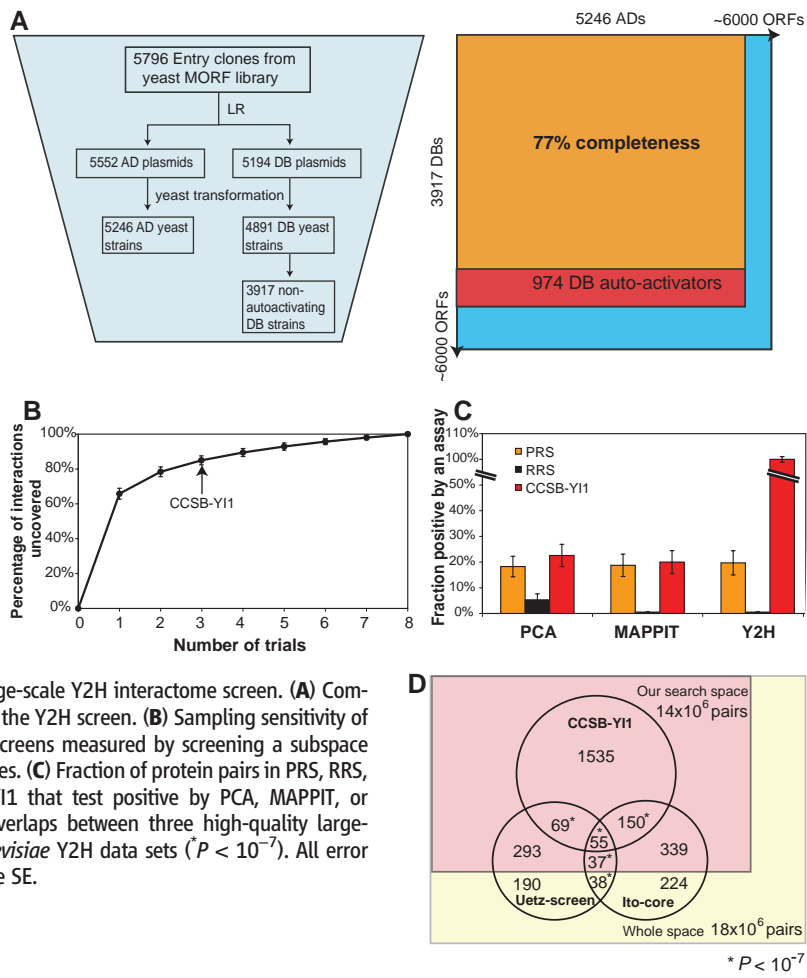 A
5796 Entry clones from
yeast MORF library
LR
5552 AD plasmids
5194 DB plasmids
yeast transformation
5246 AD yeast
strains
4891 DB yeast
strains
3917 non-
autoactivating
DB strains
5246 ADs
~6000 ORFs
3917 DBs
77% completeness
974 DB auto-activators
~6000 ORFs
B
Percentage of interactions
uncovered
100%
80%
60%
40%
20%
0%
CCSB-YI1
0 1 2 3 4 5 6 7 8
Number of trials
C
Fraction positive by an assay
110%
100%
50%
40%
30%
20%
10%
0%
PRS
RRS
CCSB-YI1
PCA MAPPIT Y2H
ge-scale Y2H interactome screen. (A) Com-
the Y2H screen. (B) Sampling sensitivity of
creens measured by screening a subspace
es. (C) Fraction of protein pairs in PRS, RRS,
YI1 that test positive by PCA, MAPPIT, or
verlaps between three high-quality large-
evisiae Y2H data sets (*P < 10-7). All error
e SE.
D
Our search space
14x10⁶ pairs
CCSB-YI1
1535
69*
*
55
150*
293
37*
339
190
38*
224
Uetz-screen
Ito-core
Whole space 18x10⁶ pairs
* P < 10⁻⁷